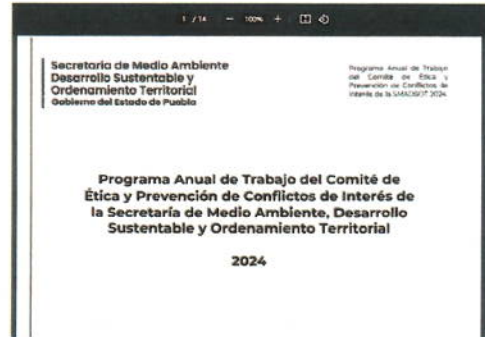 1 / 14 — 100% +
Secretaría de Medio Ambiente
Desarrollo Sustentable y
Ordenamiento Territorial
Gobierno del Estado de Puebla
Programa Anual de Trabajo
del Comité de Ética y
Prevención de Conflictos de
Interés de la SMADSOT 2024
Programa Anual de Trabajo del Comité de
Ética y Prevención de Conflictos de Interés de
la Secretaría de Medio Ambiente, Desarrollo
Sustentable y Ordenamiento Territorial
2024